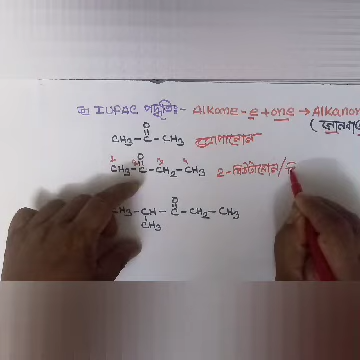 IUPAC পদ্ধতিঃ- Alkane - e + one → Alkanone
প্রোপানোন
O
CH3 - C - CH3
O
CH3 - C - CH2 - CH3 2-বিউটানোন/
O
CH3 - CH - C - CH2 - CH3
CH3